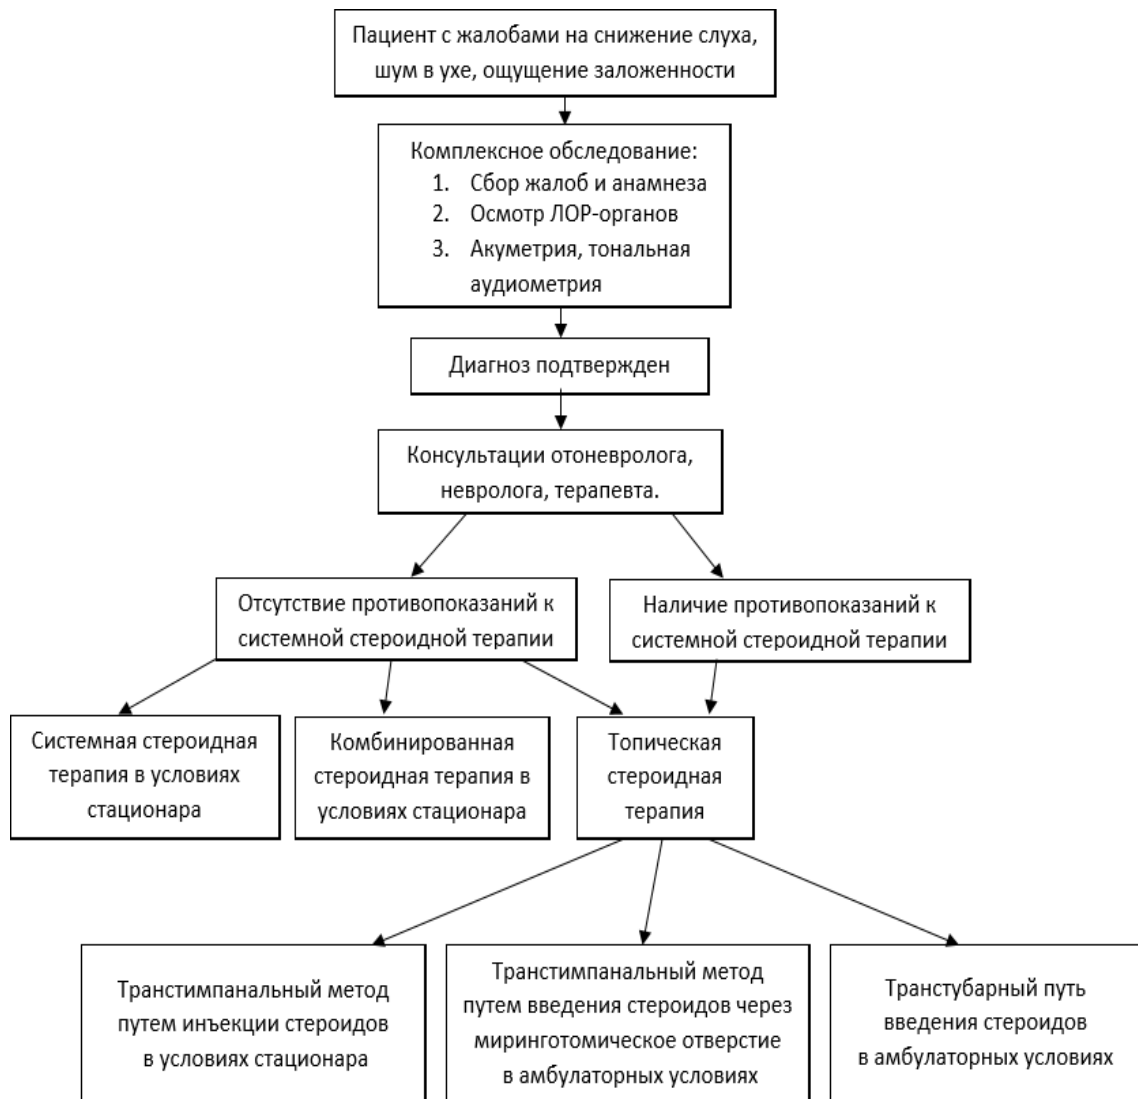 Пациент с жалобами на снижение слуха,
шум в ухе, ощущение заложенности
Комплексное обследование:
1. Сбор жалоб и анамнеза
2. Осмотр ЛОР-органов
3. Акуметрия, тональная
аудиометрия
Диагноз подтвержден
Консультации отоневролога,
невролога, терапевта.
Отсутствие противопоказаний к
системной стероидной терапии
Наличие противопоказаний к
системной стероидной терапии
Системная стероидная
терапия в условиях
стационара
Комбинированная
стероидная терапия в
условиях стационара
Топическая
стероидная
терапия
Транстимпанальный метод
путем инъекции стероидов
в условиях стационара
Транстимпанальный метод
путем введения стероидов через
миринготомическое отверстие
в амбулаторных условиях
Транстубарный путь
введения стероидов
в амбулаторных условиях